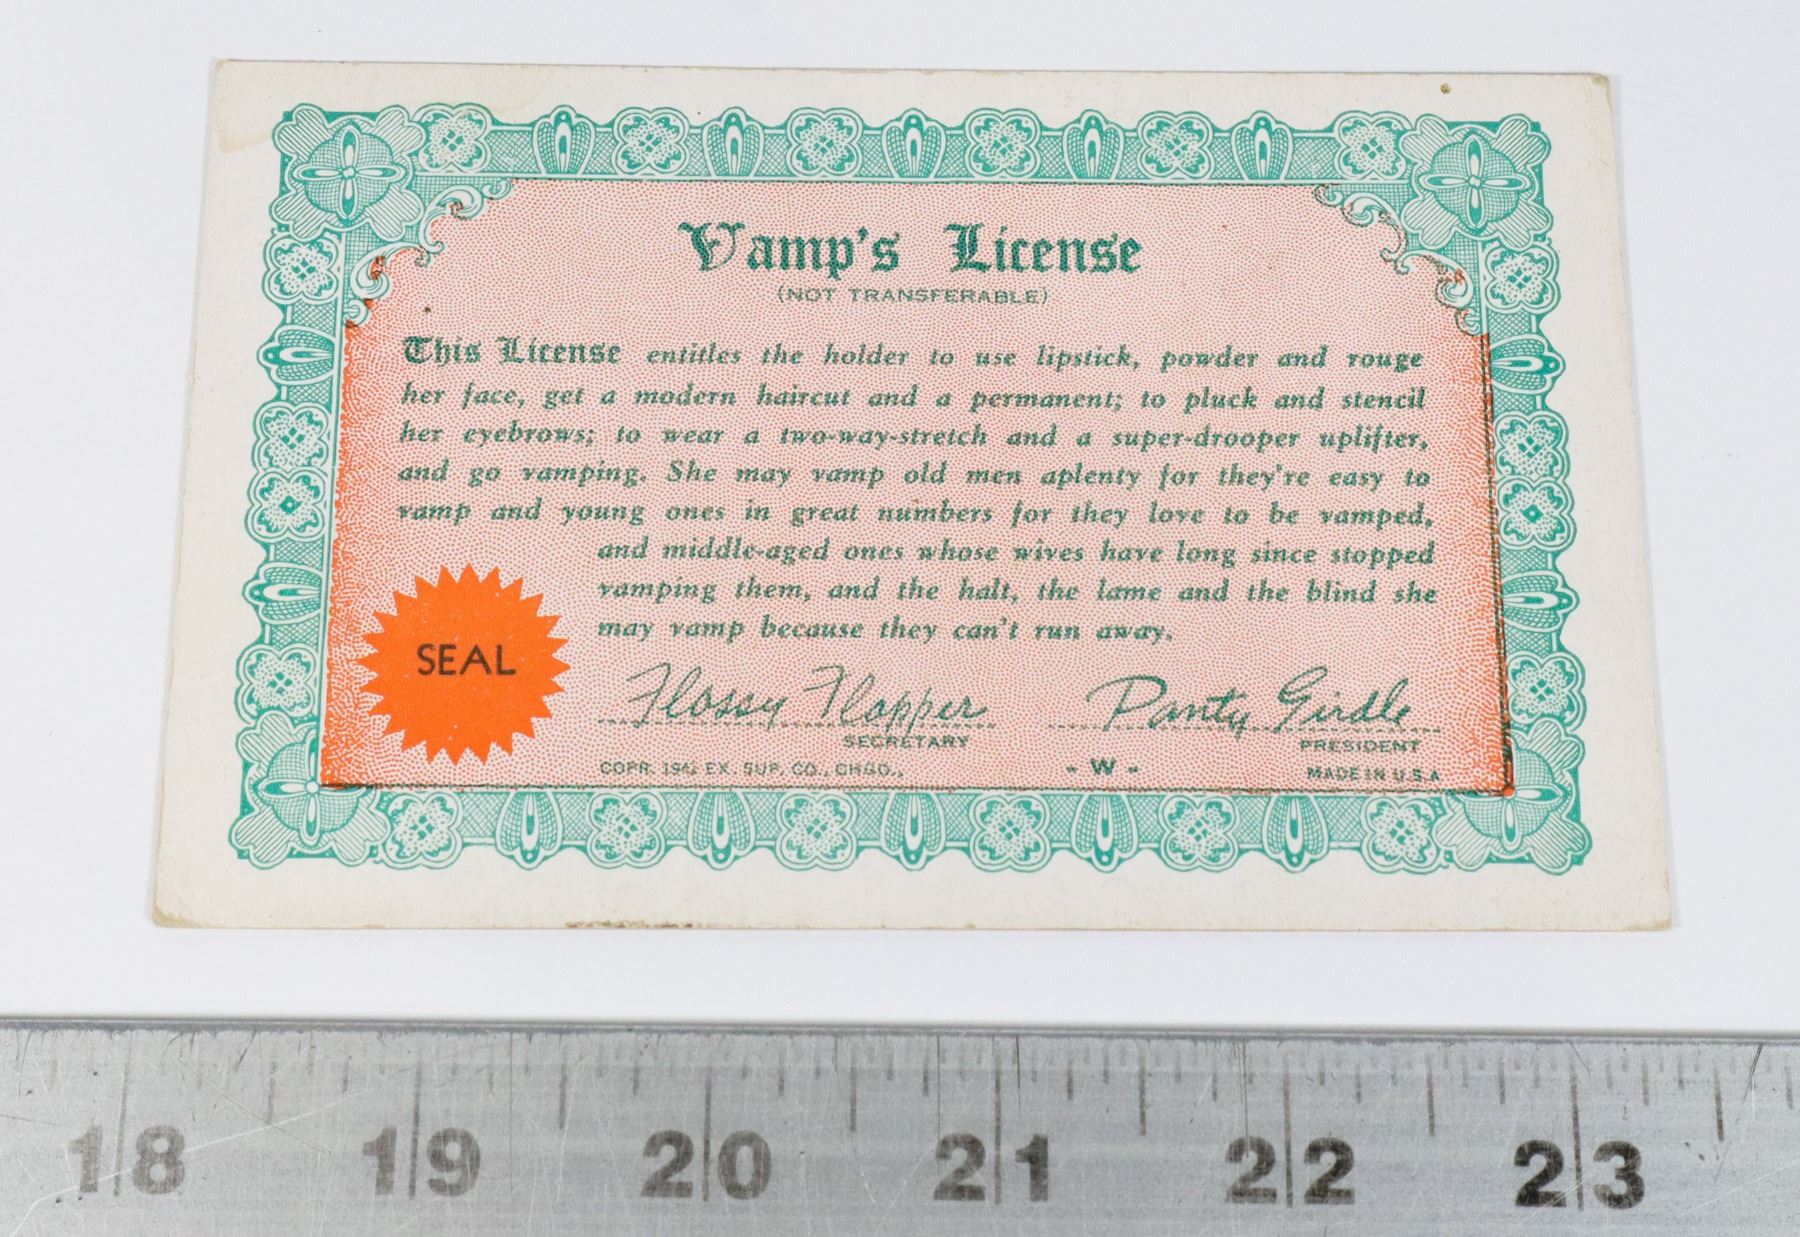 Vamp's License
(NOT TRANSFERABLE)
This License entitles the holder to use lipstick, powder and rouge
her face, get a modern haircut and a permanent; to pluck and stencil
her eyebrows; to wear a two-way-stretch and a super-drooper uplifter,
and go vamping. She may vamp old men aplenty for they're easy to
vamp and young ones in great numbers for they love to be vamped,
and middle-aged ones whose wives have long since stopped
vamping them, and the halt, the lame and the blind she
may vamp because they can't run away.
SEAL
Flossy Flapper
Panty Girdle
SECRETARY
PRESIDENT
COPR. EX. SUP. CO., CHGO.,
- W -
MADE IN U.S.A
18 19 20 21 22 23